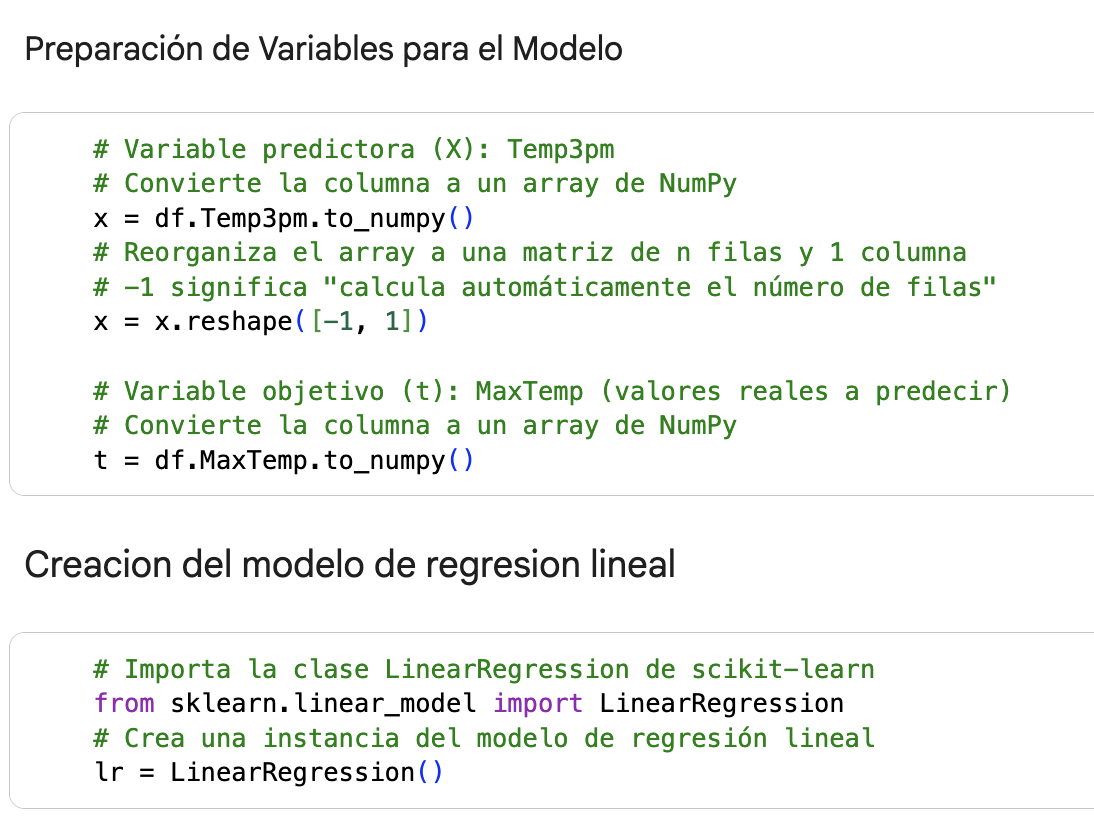 Preparación de Variables para el Modelo
# Variable predictora (X): Temp3pm
# Convierte la columna a un array de NumPy
x = df.Temp3pm.to_numpy()
# Reorganiza el array a una matriz de n filas y 1 columna
# -1 significa "calcula automáticamente el número de filas"
x = x.reshape([-1, 1])
# Variable objetivo (t): MaxTemp (valores reales a predecir)
# Convierte la columna a un array de NumPy
t = df.MaxTemp.to_numpy()
Creacion del modelo de regresion lineal
# Importa la clase LinearRegression de scikit-learn
from sklearn.linear_model import LinearRegression
# Crea una instancia del modelo de regresión lineal
lr = LinearRegression()